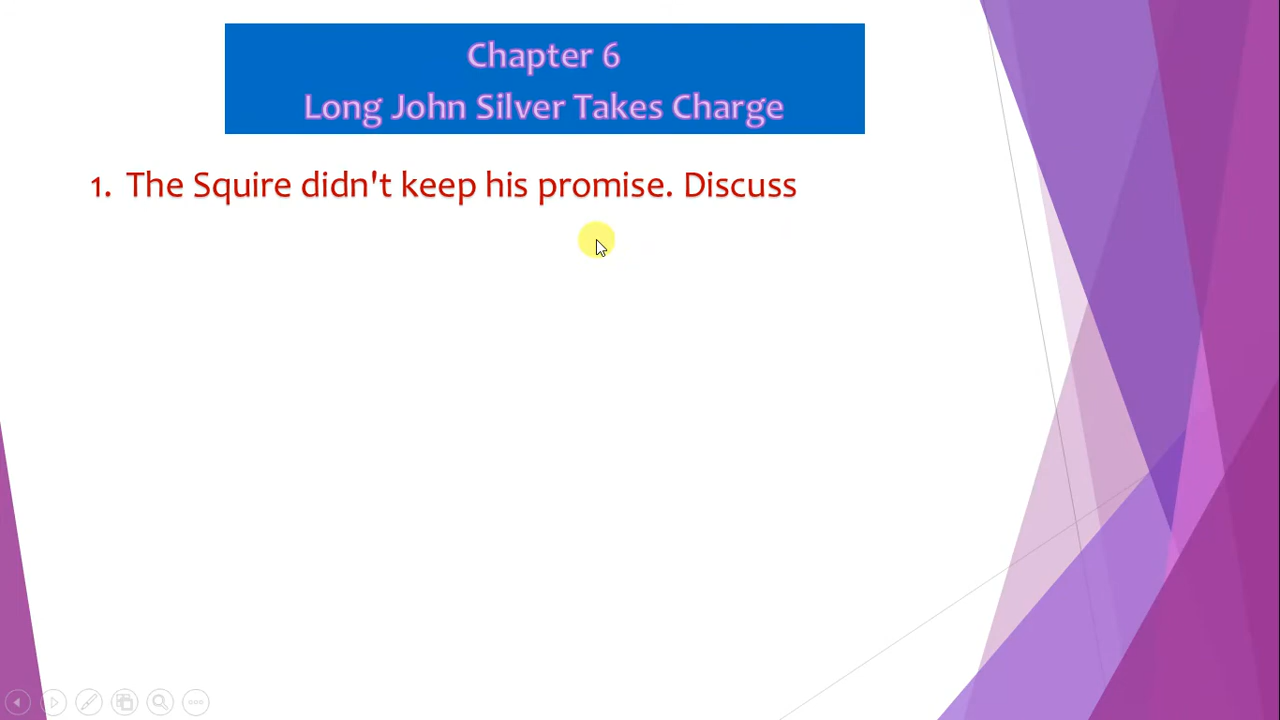 Chapter 6
Long John Silver Takes Charge
1. The Squire didn't keep his promise. Discuss